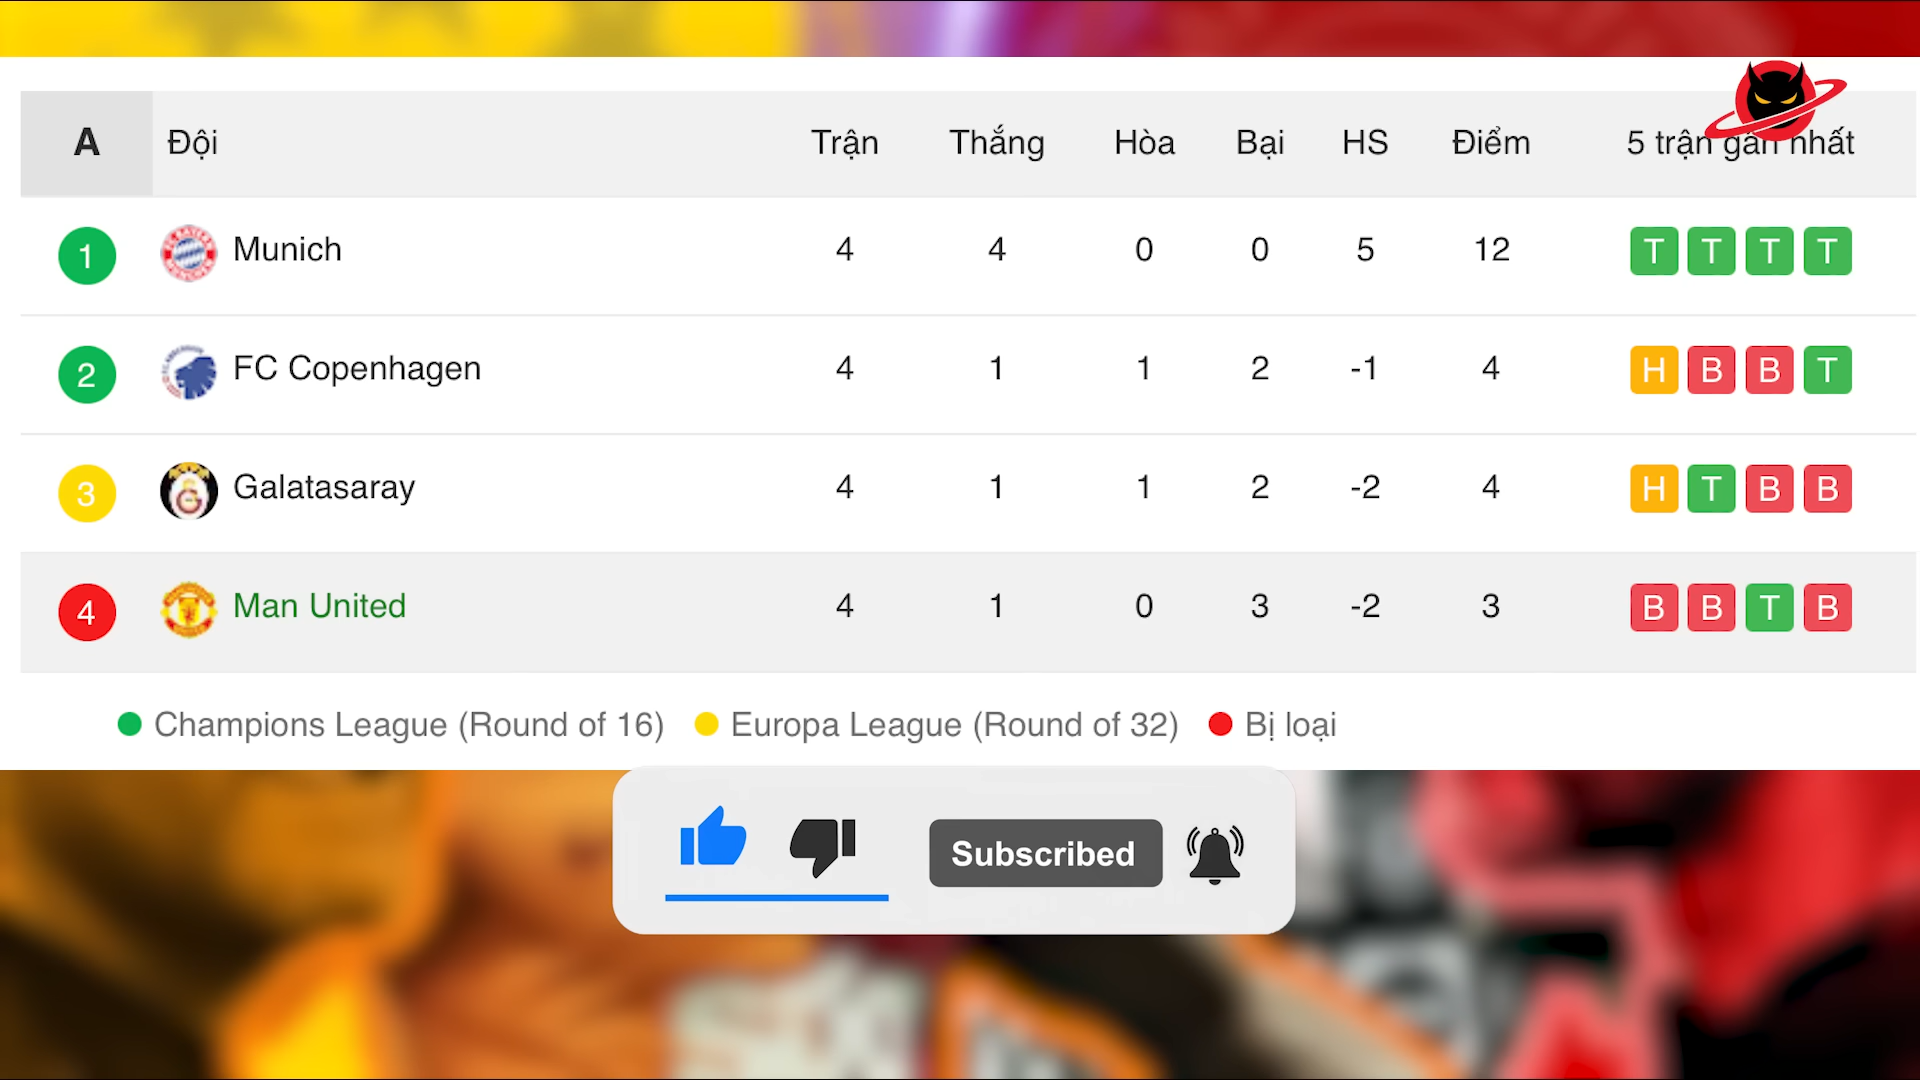 A Đội Trận Thắng Hòa Bại HS Điểm 5 trận gần nhất
1 Munich 4 4 0 0 5 12 T T T T
2 FC Copenhagen 4 1 1 2 -1 4 H B B T
3 Galatasaray 4 1 1 2 -2 4 H T B B
4 Man United 4 1 0 3 -2 3 B B T B
Champions League (Round of 16) Europa League (Round of 32) Bị loại
Subscribed